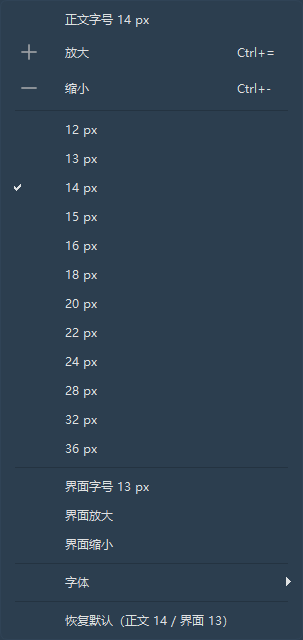 正文字号 14 px
放大 Ctrl+=
缩小 Ctrl+-
12 px
13 px
14 px
15 px
16 px
18 px
20 px
22 px
24 px
28 px
32 px
36 px
界面字号 13 px
界面放大
界面缩小
字体
恢复默认（正文 14 / 界面 13）